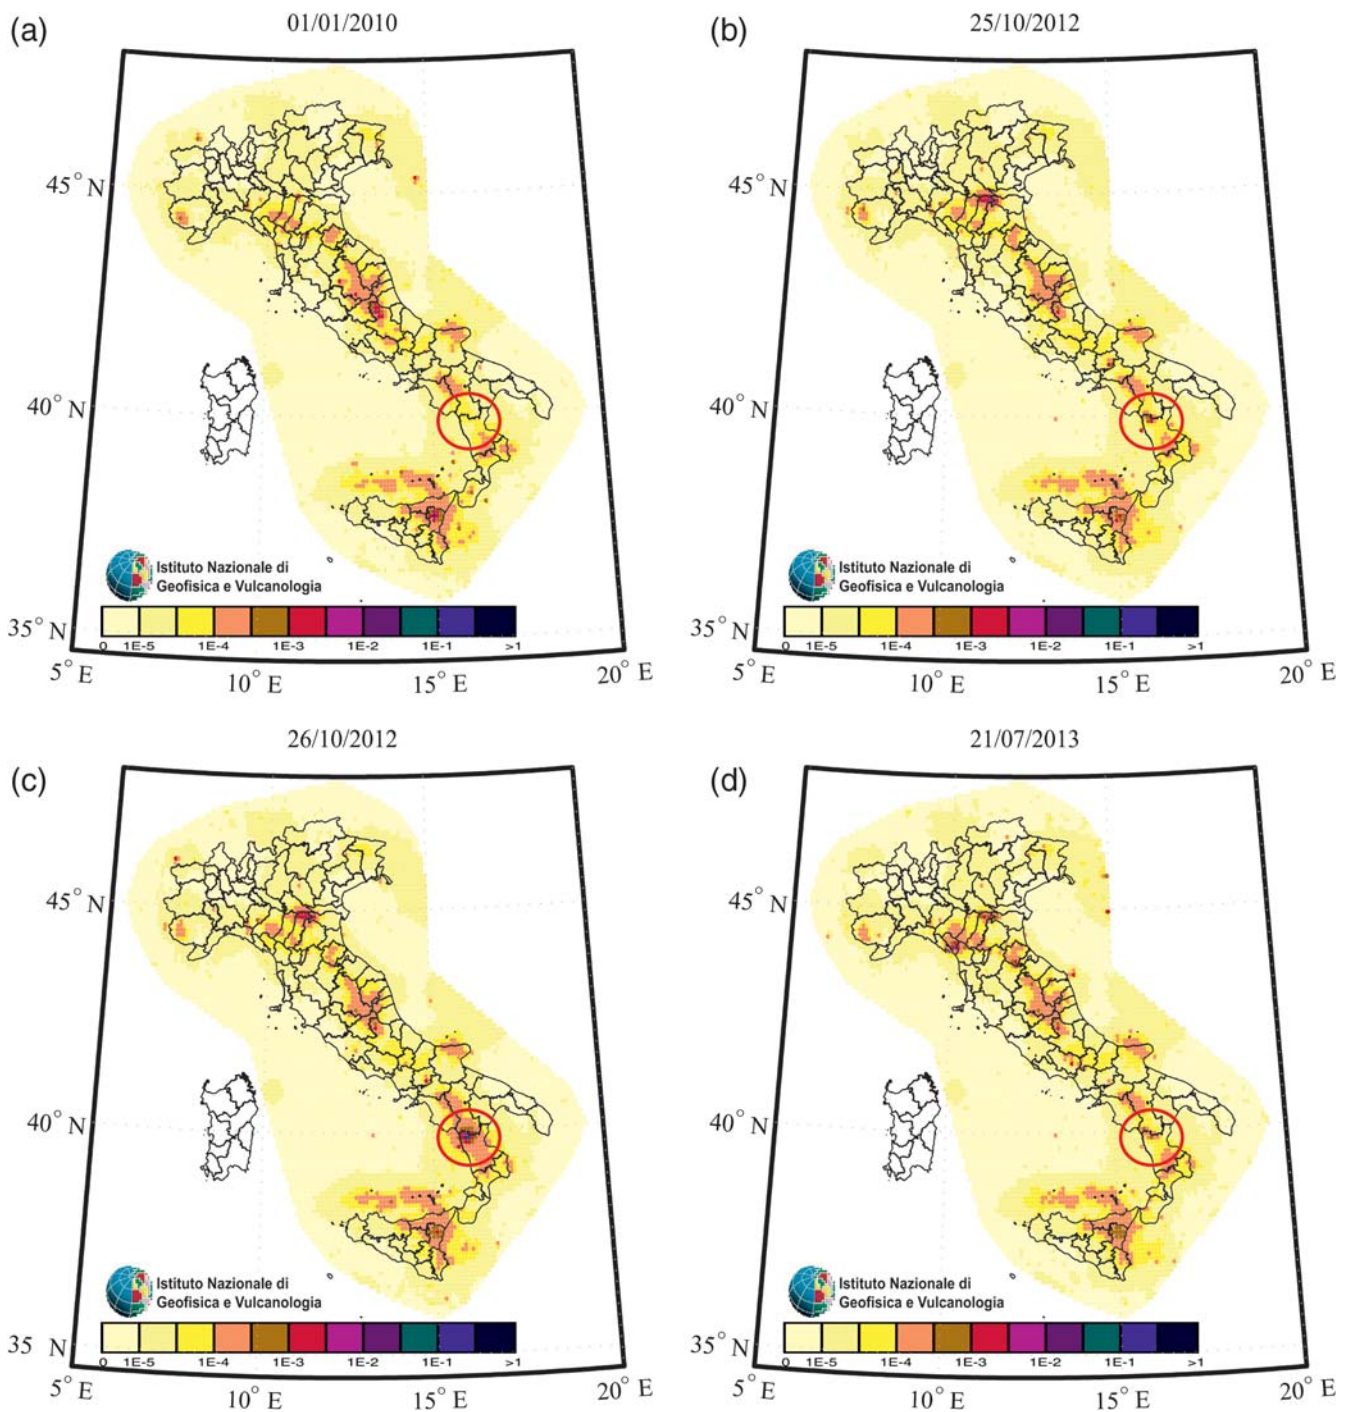 (a) 01/01/2010
45° N
40° N
35° N
Istituto Nazionale di
Geofisica e Vulcanologia
0 1E-5 1E-4 1E-3 1E-2 1E-1 >1
5° E 10° E 15° E 20° E
(b) 25/10/2012
45° N
40° N
35° N
Istituto Nazionale di
Geofisica e Vulcanologia
0 1E-5 1E-4 1E-3 1E-2 1E-1 >1
5° E 10° E 15° E 20° E
(c) 26/10/2012
45° N
40° N
35° N
Istituto Nazionale di
Geofisica e Vulcanologia
0 1E-5 1E-4 1E-3 1E-2 1E-1 >1
5° E 10° E 15° E 20° E
(d) 21/07/2013
45° N
40° N
35° N
Istituto Nazionale di
Geofisica e Vulcanologia
0 1E-5 1E-4 1E-3 1E-2 1E-1 >1
5° E 10° E 15° E 20° E